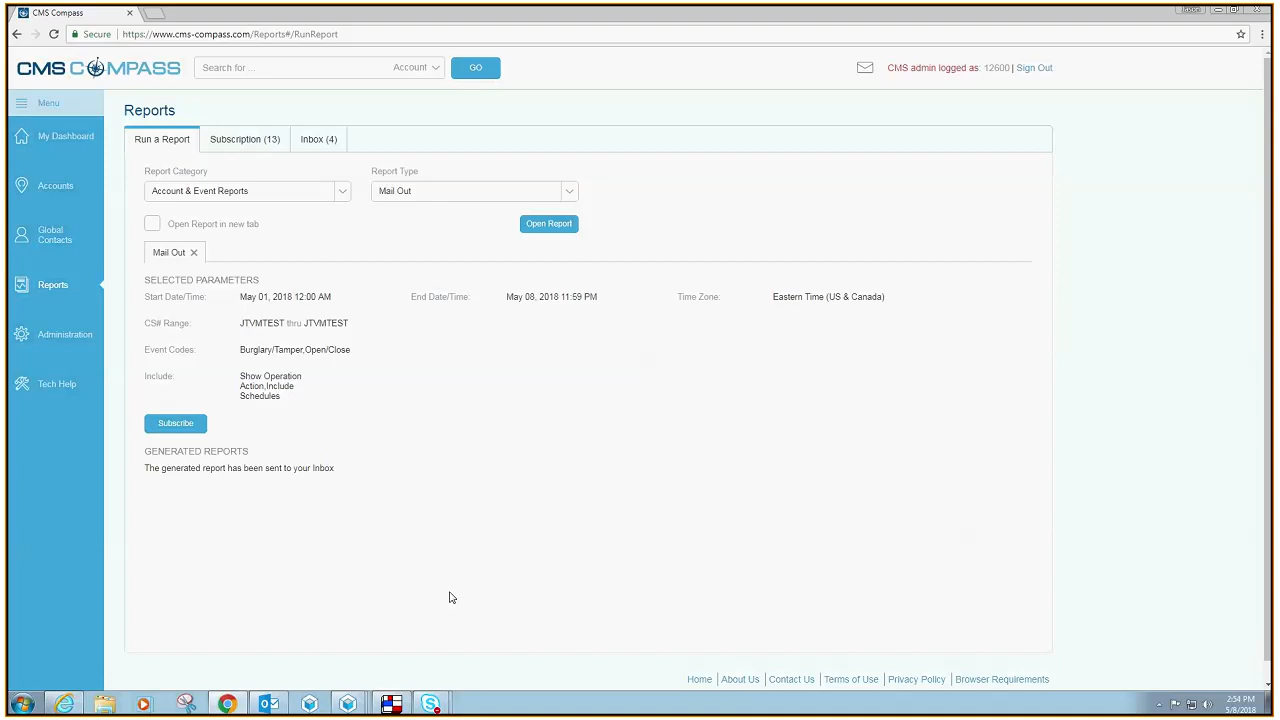 CMS Compass
Secure https://www.cms-compass.com/Reports#/RunReport
CMS COMPASS Search for ... Account GO CMS admin logged as: 12600 | Sign Out
Menu
My Dashboard
Accounts
Global
Contacts
Reports
Administration
Tech Help
Reports
Run a Report Subscription (13) Inbox (4)
Report Category Report Type
Account & Event Reports Mail Out
Open Report in new tab Open Report
Mail Out
SELECTED PARAMETERS
Start Date/Time: May 01, 2018 12:00 AM End Date/Time: May 08, 2018 11:59 PM Time Zone: Eastern Time (US & Canada)
CS# Range: JTVMTEST thru JTVMTEST
Event Codes: Burglary/Tamper,Open/Close
Include: Show Operation
Action,Include
Schedules
Subscribe
GENERATED REPORTS
The generated report has been sent to your Inbox
Home | About Us | Contact Us | Terms of Use | Privacy Policy | Browser Requirements
2:54 PM
5/8/2018